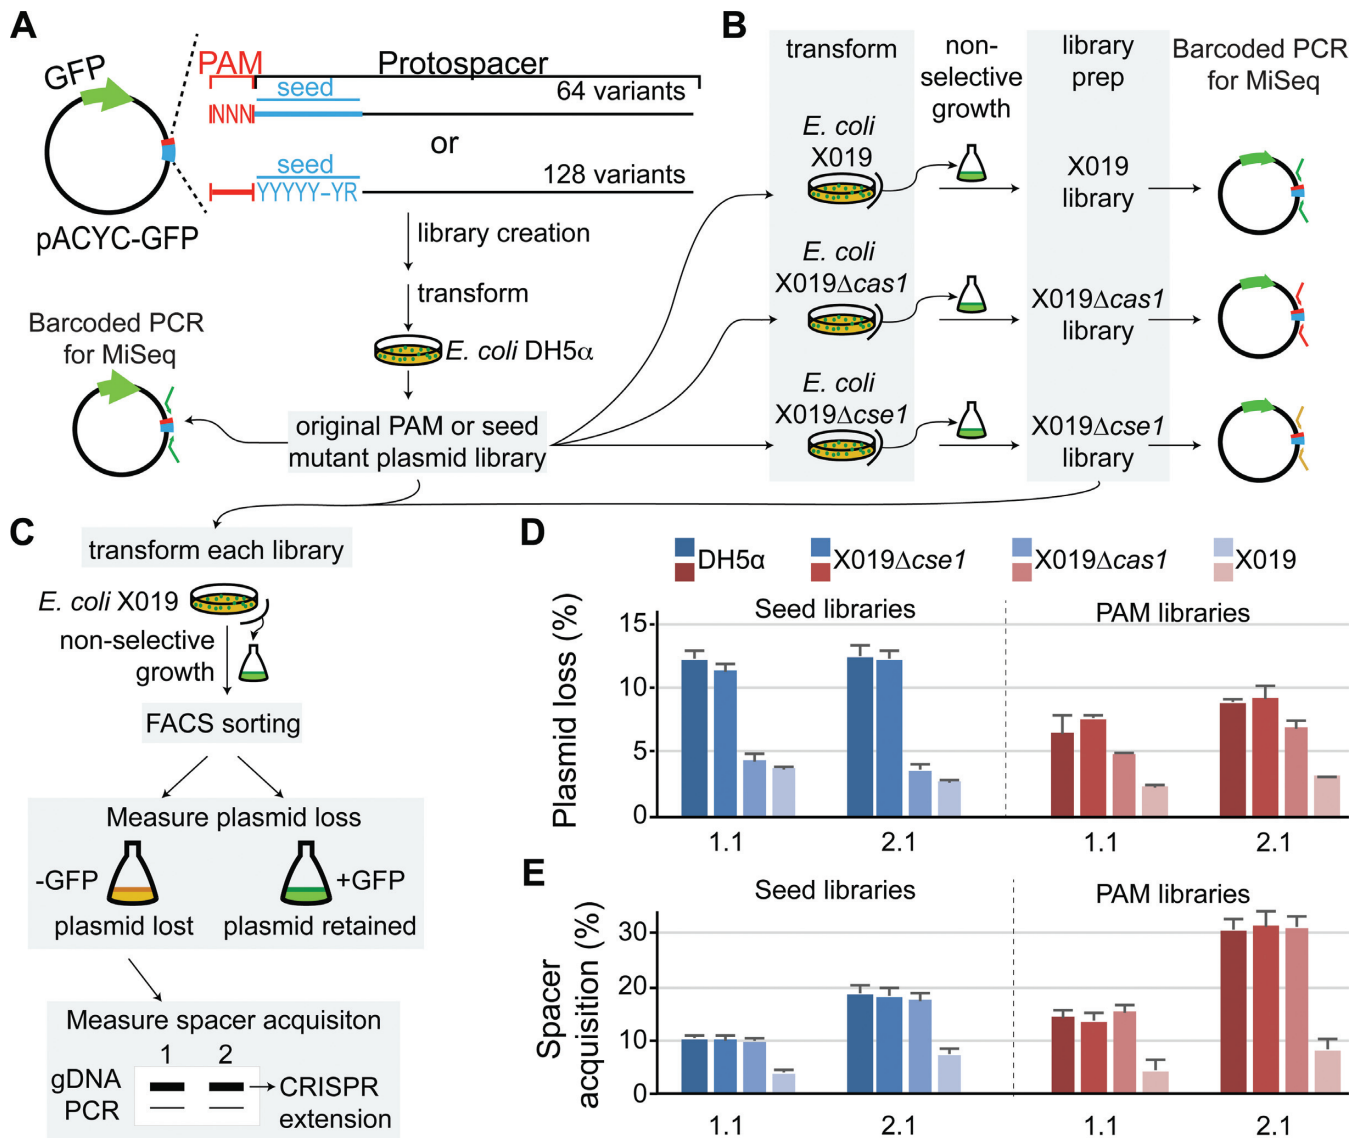 A
GFP
PAM
Protospacer
seed
64 variants
NNN
or
seed
128 variants
YYYYY-YR
pACYC-GFP
library creation
transform
E. coli DH5α
Barcoded PCR
for MiSeq
original PAM or seed
mutant plasmid library
B
transform
non-
selective
growth
library
prep
Barcoded PCR
for MiSeq
E. coli
X019
X019
library
E. coli
X019Δcas1
X019Δcas1
library
E. coli
X019Δcse1
X019Δcse1
library
C
transform each library
E. coli X019
non-selective
growth
FACS sorting
Measure plasmid loss
-GFP
+GFP
plasmid lost
plasmid retained
Measure spacer acquisiton
1 2
gDNA
PCR
CRISPR
extension
D
DH5α
X019Δcse1
X019Δcas1
X019
Seed libraries
PAM libraries
Plasmid loss (%)
15
10
5
0
1.1
2.1
1.1
2.1
E
Seed libraries
PAM libraries
Spacer
acquisition (%)
30
20
10
0
1.1
2.1
1.1
2.1